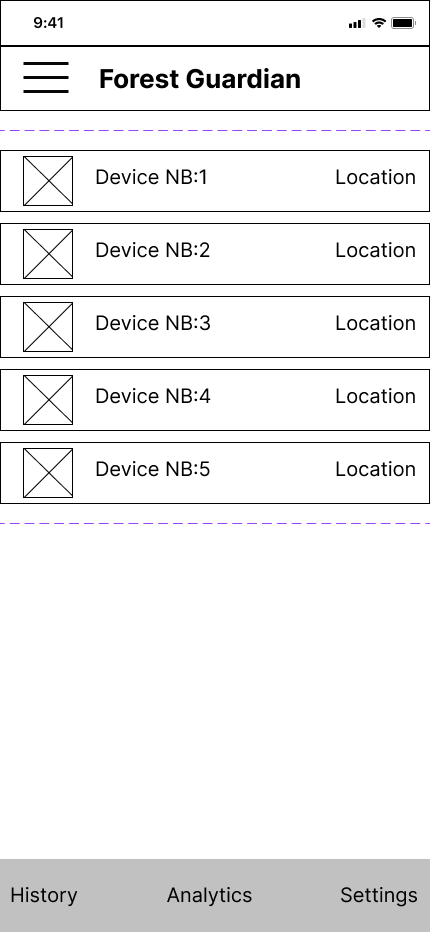 9:41
Forest Guardian
Device NB:1 Location
Device NB:2 Location
Device NB:3 Location
Device NB:4 Location
Device NB:5 Location
History Analytics Settings